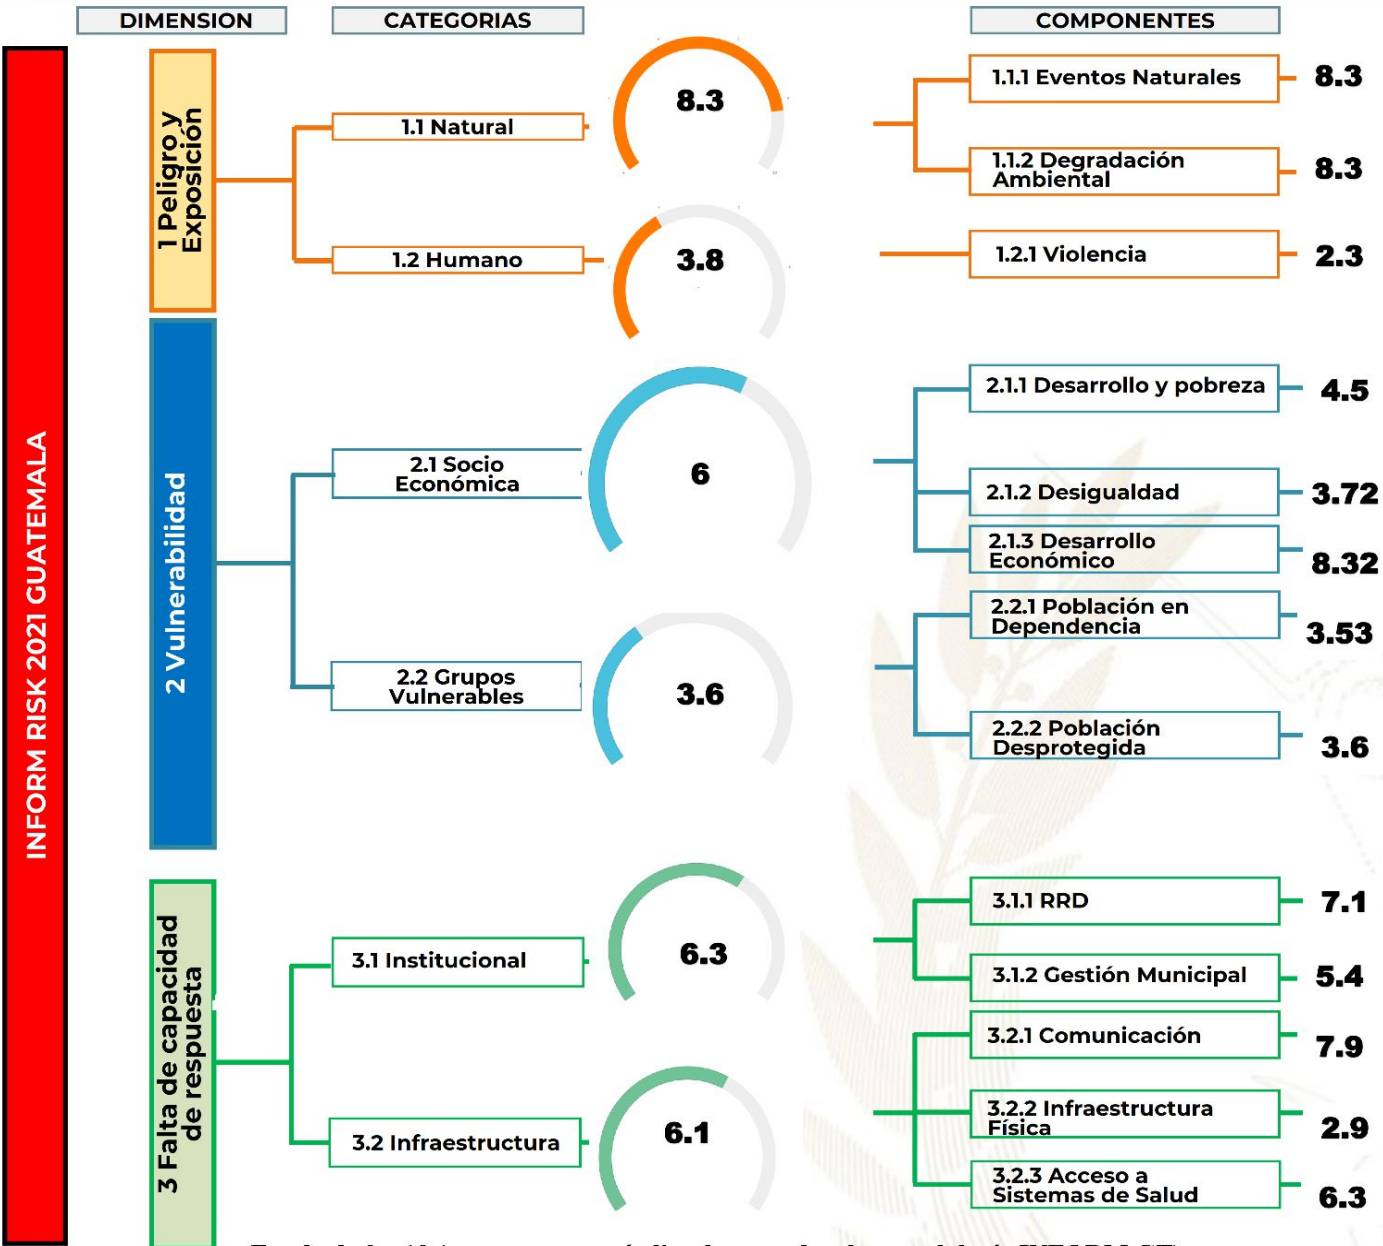 DIMENSION
CATEGORIAS
COMPONENTES
INFORM RISK 2021 GUATEMALA
1 Peligro y
Exposición
1.1 Natural
8.3
1.1.1 Eventos Naturales
8.3
1.1.2 Degradación
Ambiental
8.3
1.2 Humano
3.8
1.2.1 Violencia
2.3
2 Vulnerabilidad
2.1 Socio
Económica
6
2.1.1 Desarrollo y pobreza
4.5
2.1.2 Desigualdad
3.72
2.1.3 Desarrollo
Económico
8.32
2.2 Grupos
Vulnerables
3.6
2.2.1 Población en
Dependencia
3.53
2.2.2 Población
Desprotegida
3.6
3 Falta de capacidad
de respuesta
3.1 Institucional
6.3
3.1.1 RRD
7.1
3.1.2 Gestión Municipal
5.4
3.2 Infraestructura
6.1
3.2.1 Comunicación
7.9
3.2.2 Infraestructura
Física
2.9
3.2.3 Acceso a
Sistemas de Salud
6.3